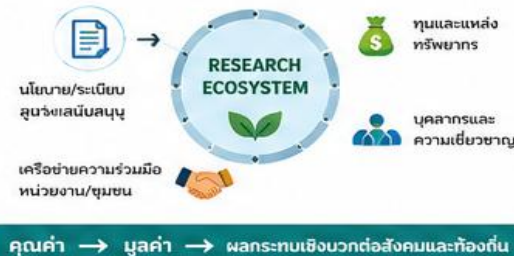 ทุนและแหล่ง
ทรัพยากร
RESEARCH
ECOSYSTEM
นโยบาย/ระเบียบ
บุคลากรและ
ความเชี่ยวชาญ
เครือข่ายความร่วมมือ
หน่วยงาน/ชุมชน
คุณค่า → มูลค่า → ผลกระทบเชิงบวกต่อสังคมและท้องถิ่น